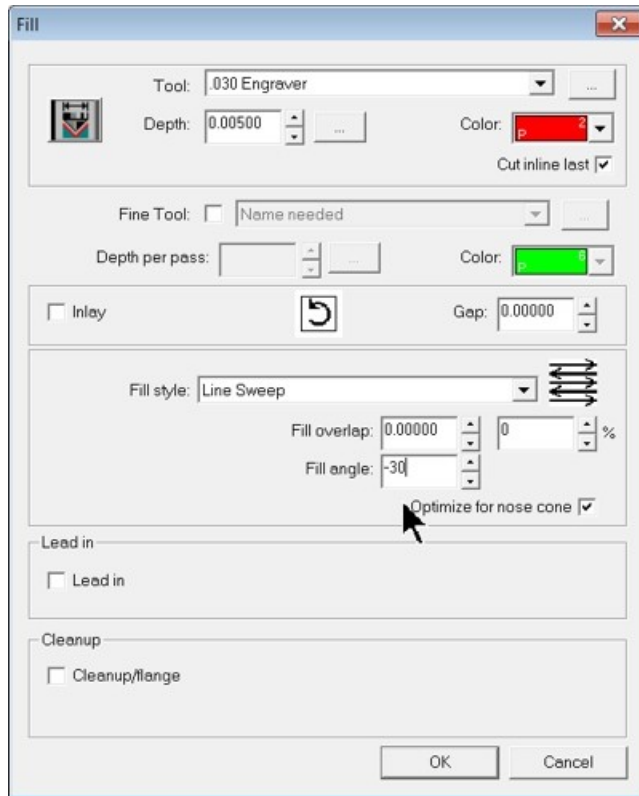 Fill
Tool: .030 Engraver ...
Depth: 0.00500 ... Color: P 2
Cut inline last
Fine Tool: Name needed ...
Depth per pass: ... Color: P 6
Inlay Gap: 0.00000
Fill style: Line Sweep
Fill overlap: 0.00000 0 %
Fill angle: -30
Optimize for nose cone
Lead in
Lead in
Cleanup
Cleanup/flange
OK Cancel